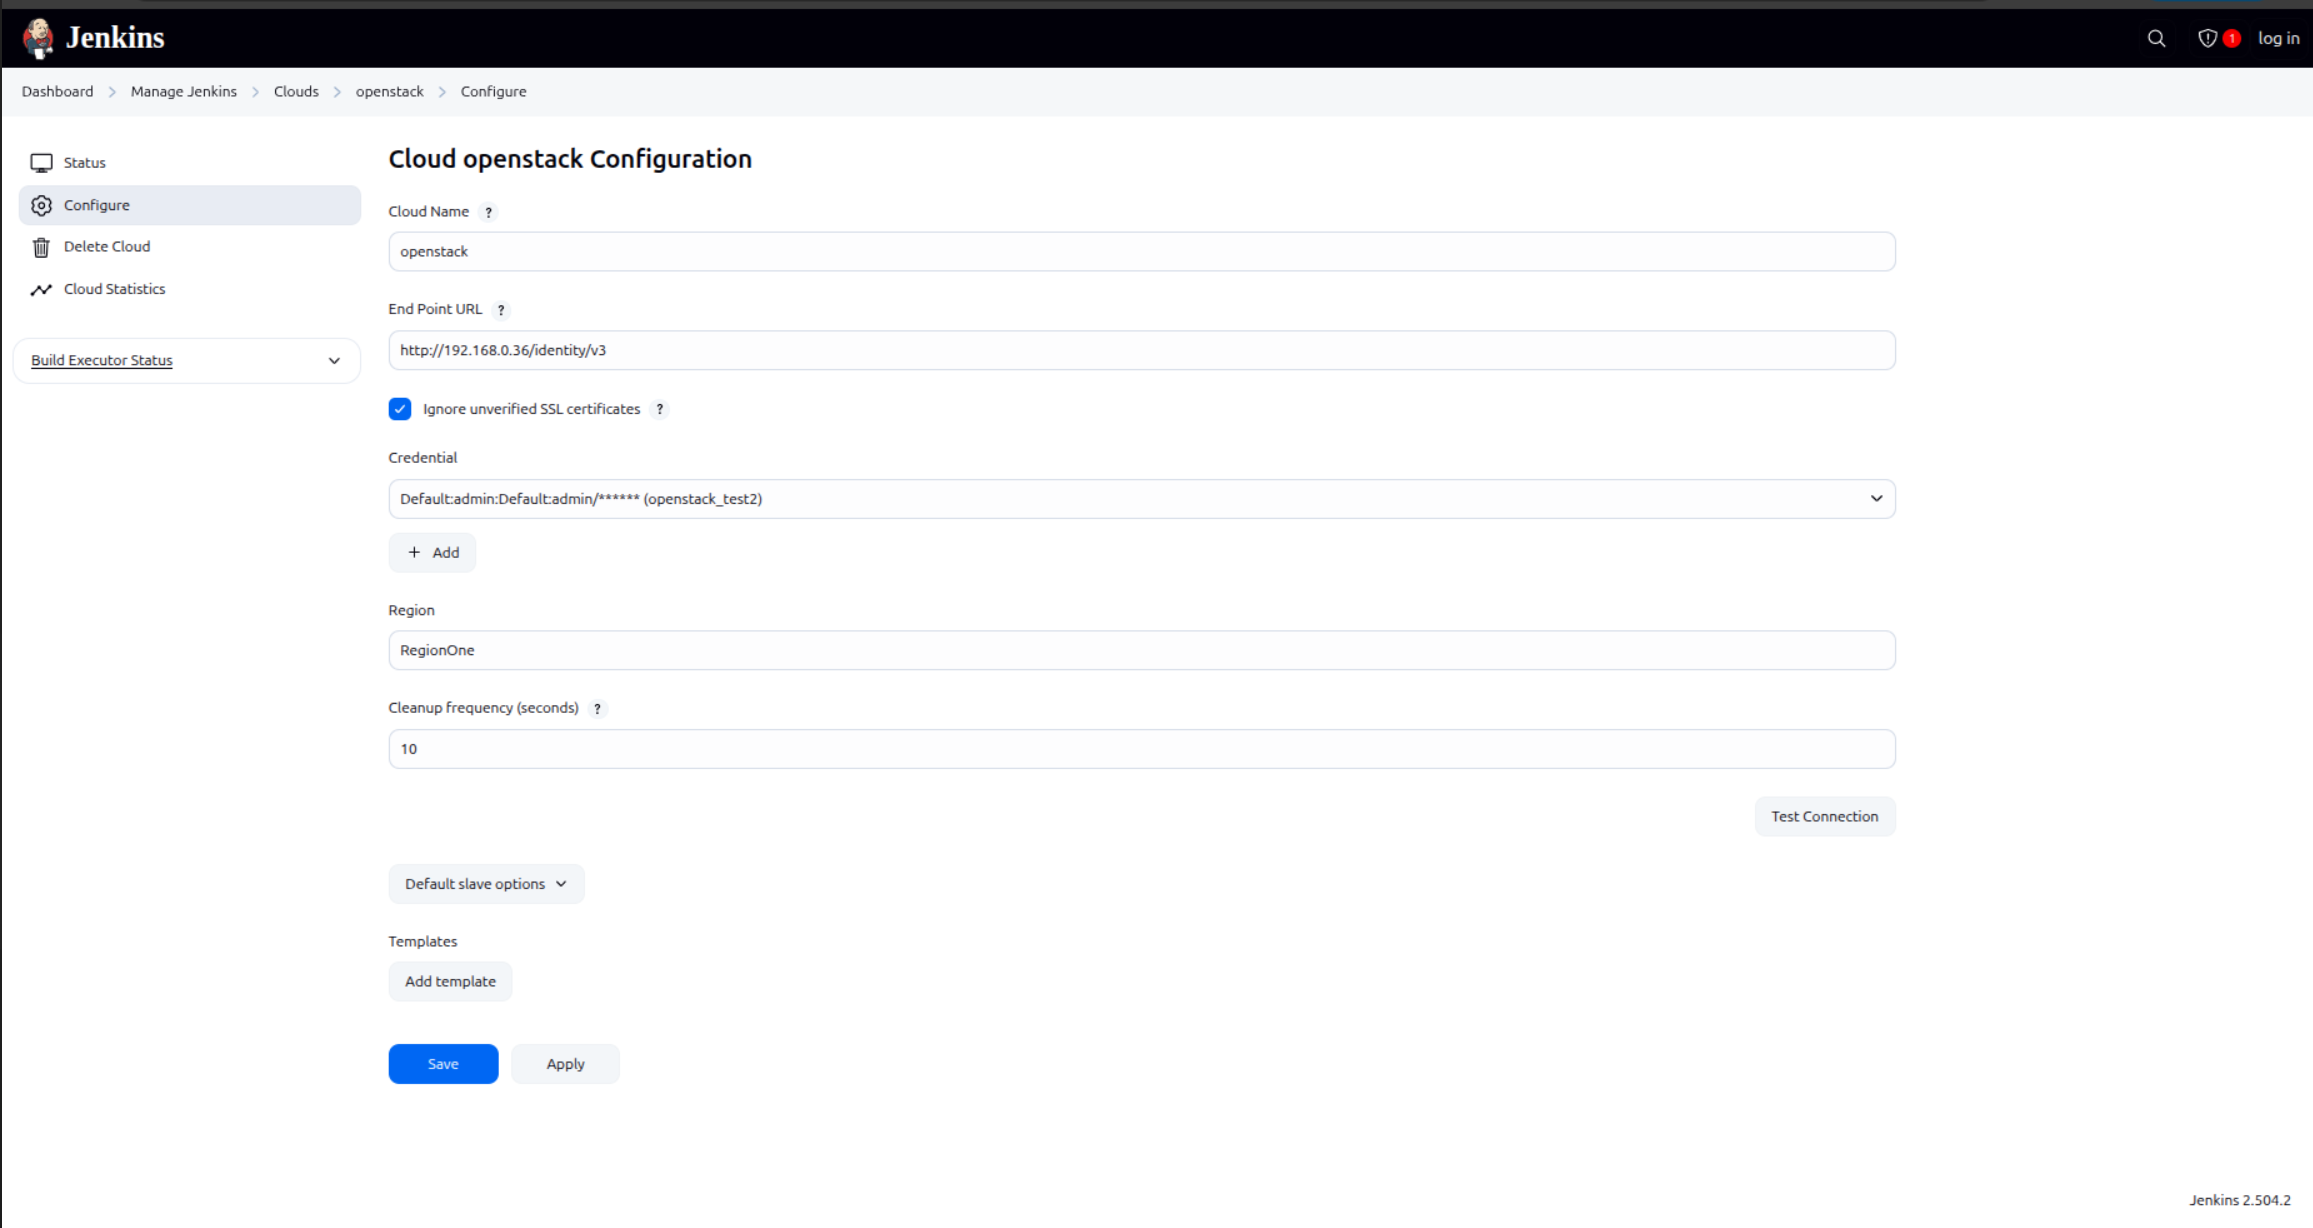 Jenkins
1
log in
Dashboard > Manage Jenkins > Clouds > openstack > Configure
Status
Configure
Delete Cloud
Cloud Statistics
Build Executor Status
Cloud openstack Configuration
Cloud Name ?
openstack
End Point URL ?
http://192.168.0.36/identity/v3
Ignore unverified SSL certificates ?
Credential
Default:admin:Default:admin/****** (openstack_test2)
+ Add
Region
RegionOne
Cleanup frequency (seconds) ?
10
Test Connection
Default slave options
Templates
Add template
Save
Apply
Jenkins 2.504.2